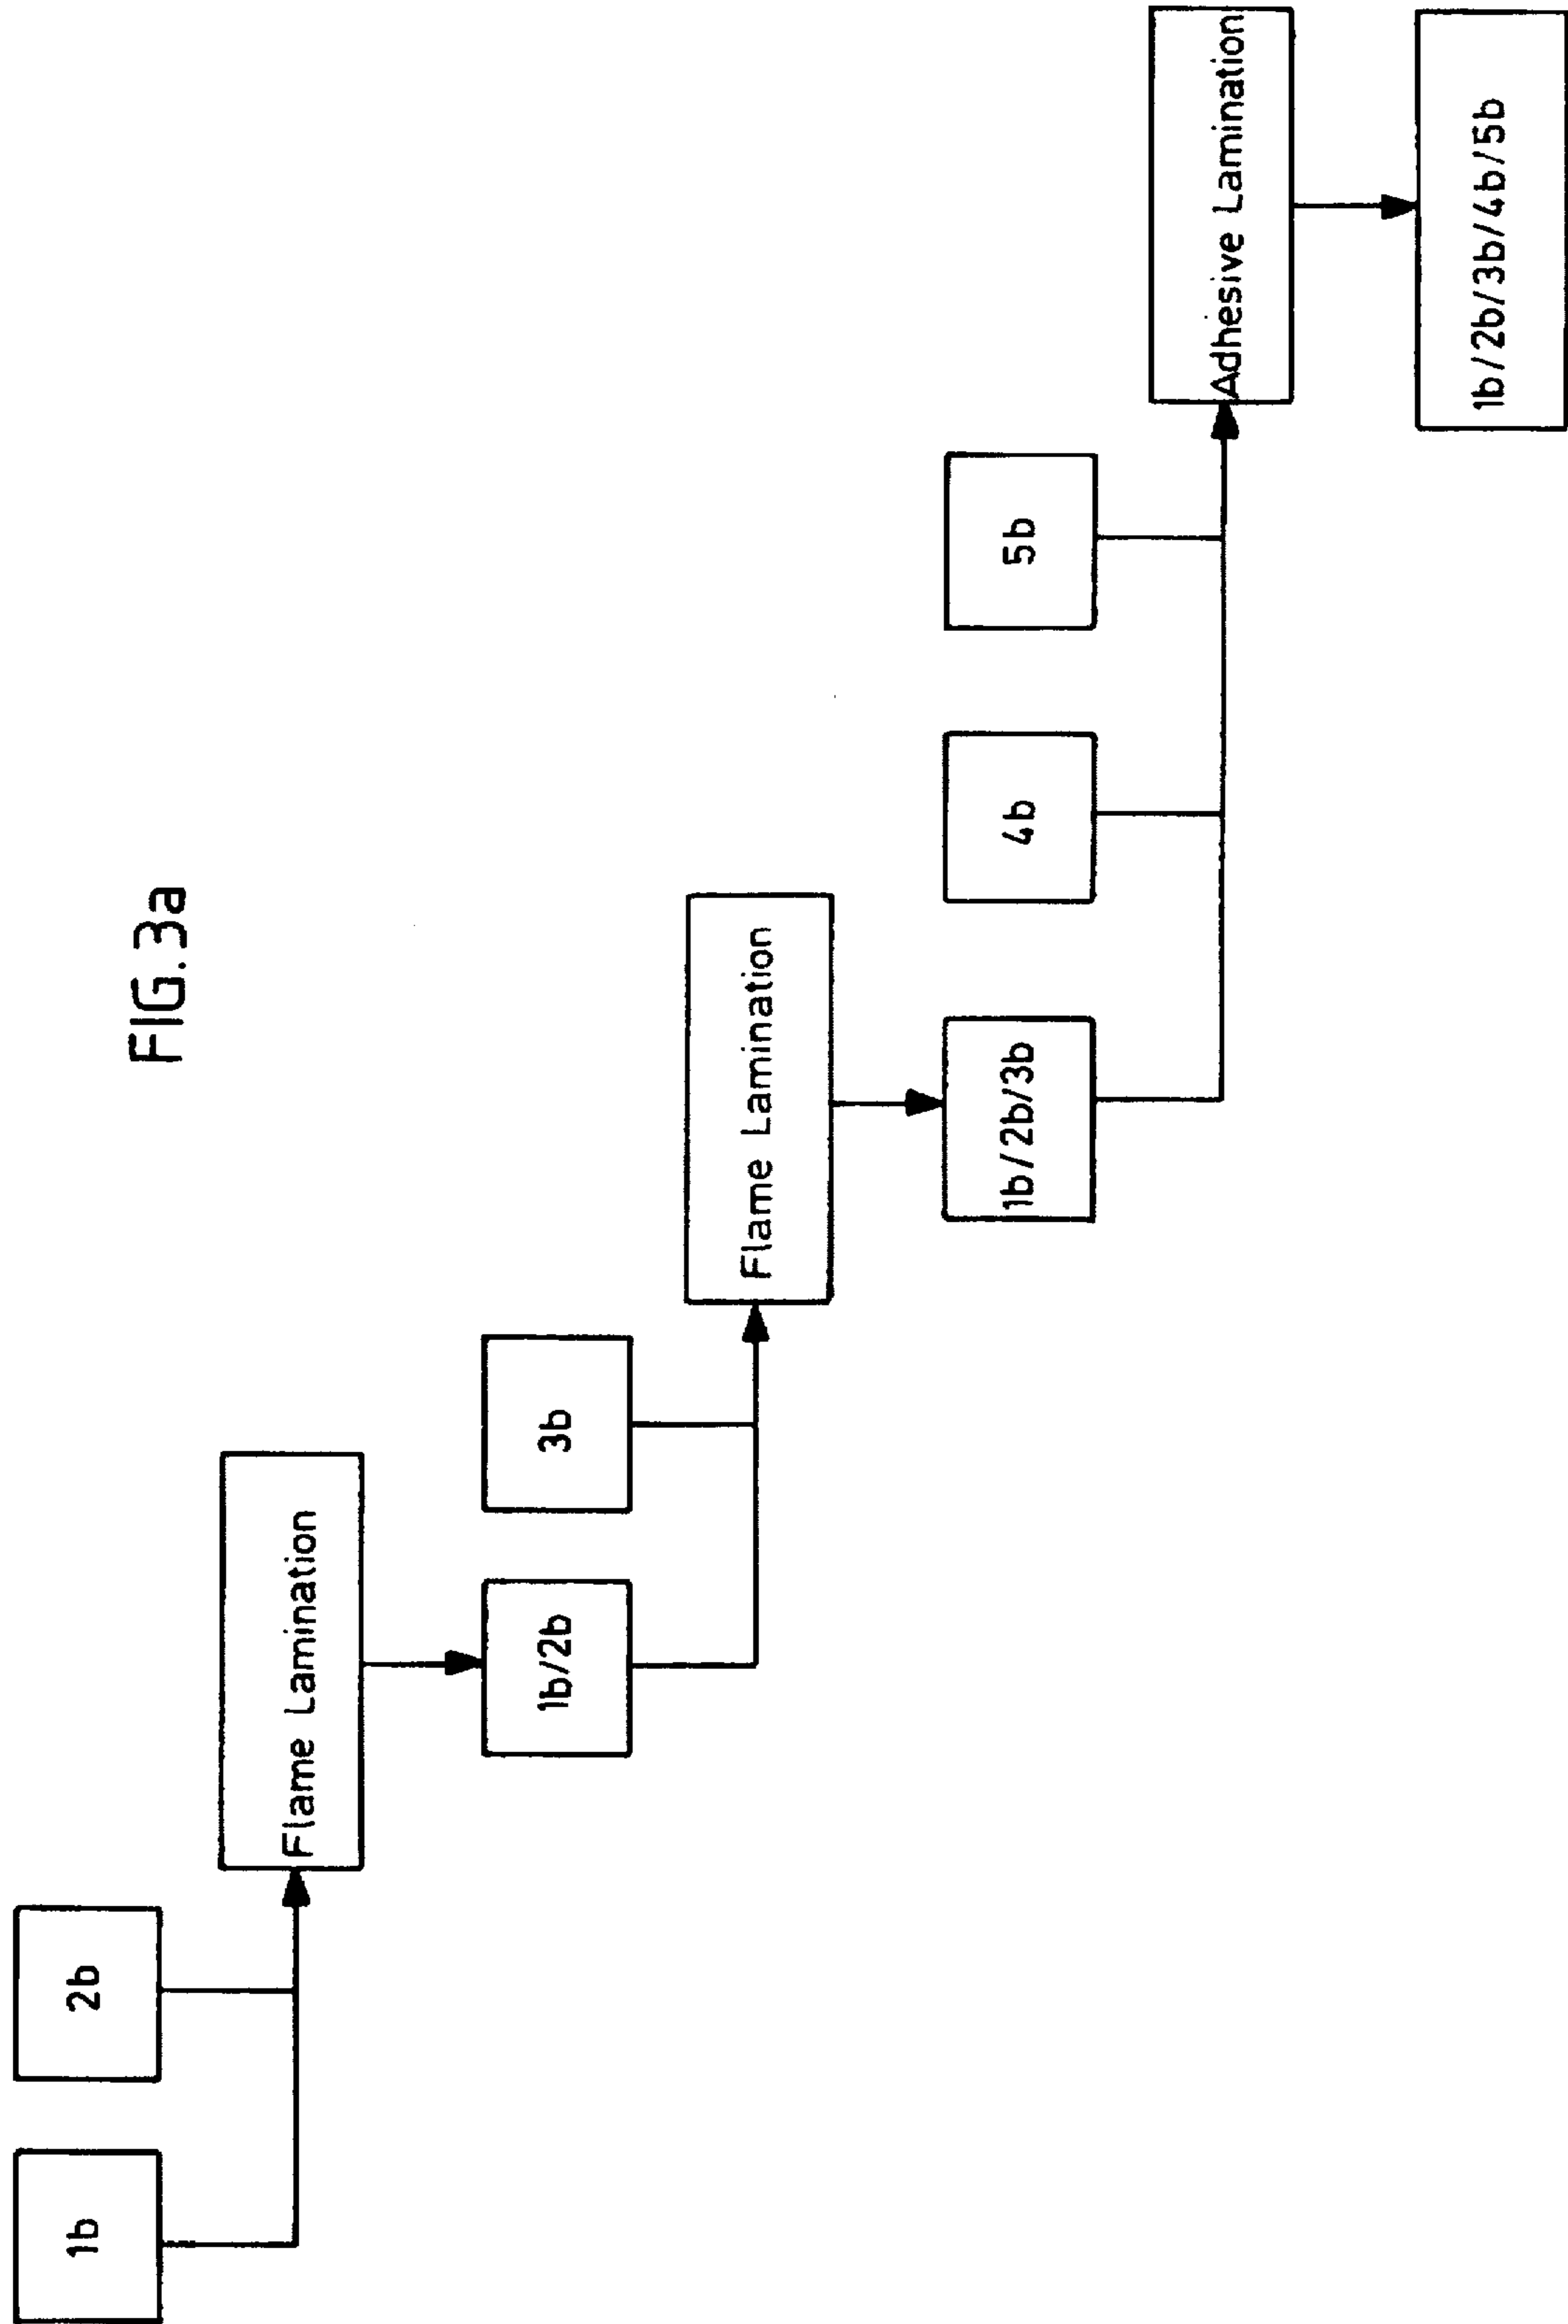 FIG.3a
1b
2b
Flame Lamination
1b/2b
3b
Flame Lamination
1b/2b/3b
4b
5b
Adhesive Lamination
1b/2b/3b/4b/5b